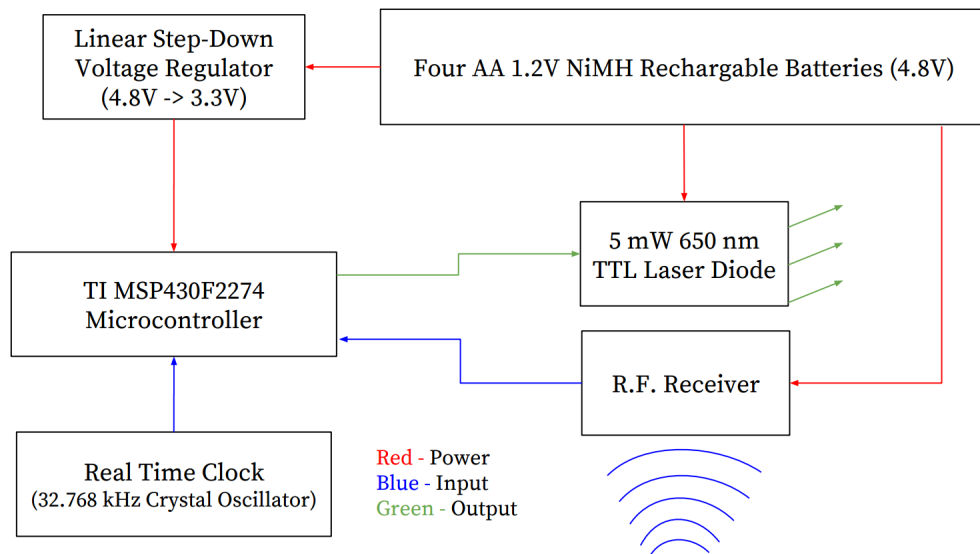 Linear Step-Down
Voltage Regulator
(4.8V -> 3.3V)
Four AA 1.2V NiMH Rechargable Batteries (4.8V)
5 mW 650 nm
TTL Laser Diode
TI MSP430F2274
Microcontroller
R.F. Receiver
Real Time Clock
(32.768 kHz Crystal Oscillator)
Red - Power
Blue - Input
Green - Output